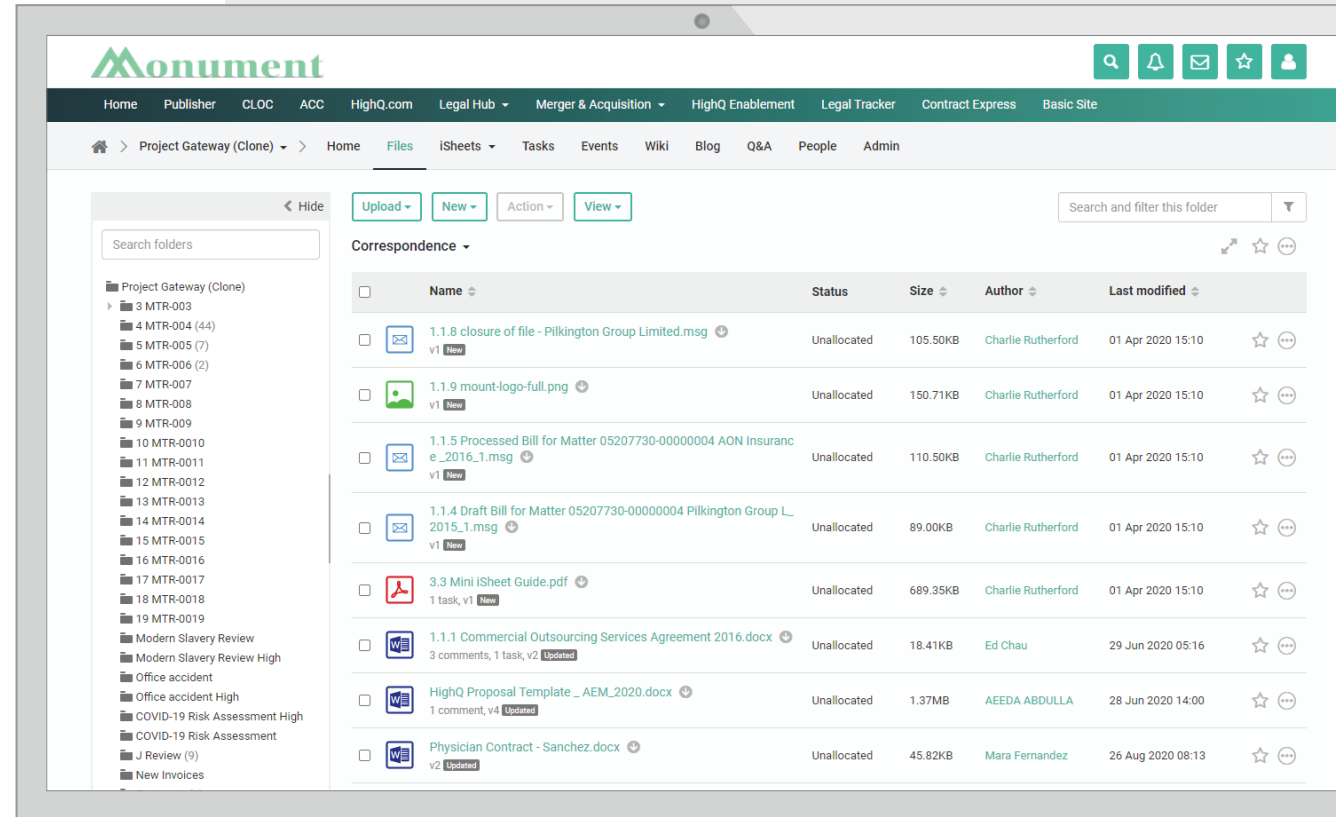 Monument
Home Publisher CLOC ACC HighQ.com Legal Hub Merger & Acquisition HighQ Enablement Legal Tracker Contract Express Basic Site
Project Gateway (Clone) Home Files iSheets Tasks Events Wiki Blog Q&A People Admin
Hide
Search folders
Project Gateway (Clone)
3 MTR-003
4 MTR-004 (44)
5 MTR-005 (7)
6 MTR-006 (2)
7 MTR-007
8 MTR-008
9 MTR-009
10 MTR-0010
11 MTR-0011
12 MTR-0012
13 MTR-0013
14 MTR-0014
15 MTR-0015
16 MTR-0016
17 MTR-0017
18 MTR-0018
19 MTR-0019
Modern Slavery Review
Modern Slavery Review High
Office accident
Office accident High
COVID-19 Risk Assessment High
COVID-19 Risk Assessment
J Review (9)
New Invoices
Upload New Action View
Search and filter this folder
Correspondence
Name Status Size Author Last modified
1.1.8 closure of file - Pilkington Group Limited.msg
v1 New
Unallocated 105.50KB Charlie Rutherford 01 Apr 2020 15:10
1.1.9 mount-logo-full.png
v1 New
Unallocated 150.71KB Charlie Rutherford 01 Apr 2020 15:10
1.1.5 Processed Bill for Matter 05207730-00000004 AON Insuranc
e _2016_1.msg
v1 New
Unallocated 110.50KB Charlie Rutherford 01 Apr 2020 15:10
1.1.4 Draft Bill for Matter 05207730-00000004 Pilkington Group L_
2015_1.msg
v1 New
Unallocated 89.00KB Charlie Rutherford 01 Apr 2020 15:10
3.3 Mini iSheet Guide.pdf
1 task, v1 New
Unallocated 689.35KB Charlie Rutherford 01 Apr 2020 15:10
1.1.1 Commercial Outsourcing Services Agreement 2016.docx
3 comments, 1 task, v2 Updated
Unallocated 18.41KB Ed Chau 29 Jun 2020 05:16
HighQ Proposal Template _ AEM_2020.docx
1 comment, v4 Updated
Unallocated 1.37MB AEEDA ABDULLA 28 Jun 2020 14:00
Physician Contract - Sanchez.docx
v2 Updated
Unallocated 45.82KB Mara Fernandez 26 Aug 2020 08:13